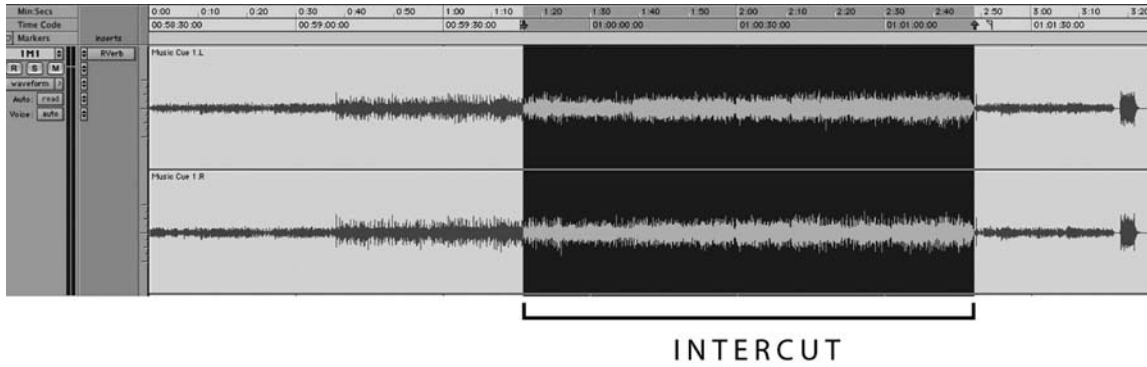 Min:Secs 0:00 0:10 0:20 0:30 0:40 0:50 1:00 1:10 1:20 1:30 1:40 1:50 2:00 2:10 2:20 2:30 2:40 2:50 3:00 3:10 3:20
Time Code 00:58:30:00 00:59:00:00 00:59:30:00 01:00:00:00 01:00:30:00 01:01:00:00 01:01:30:00
Markers inserts
1M1 RVerb Music Cue 1.L
R S M
waveform
Auto: read
Voice: auto
Music Cue 1.R
INTERCUT